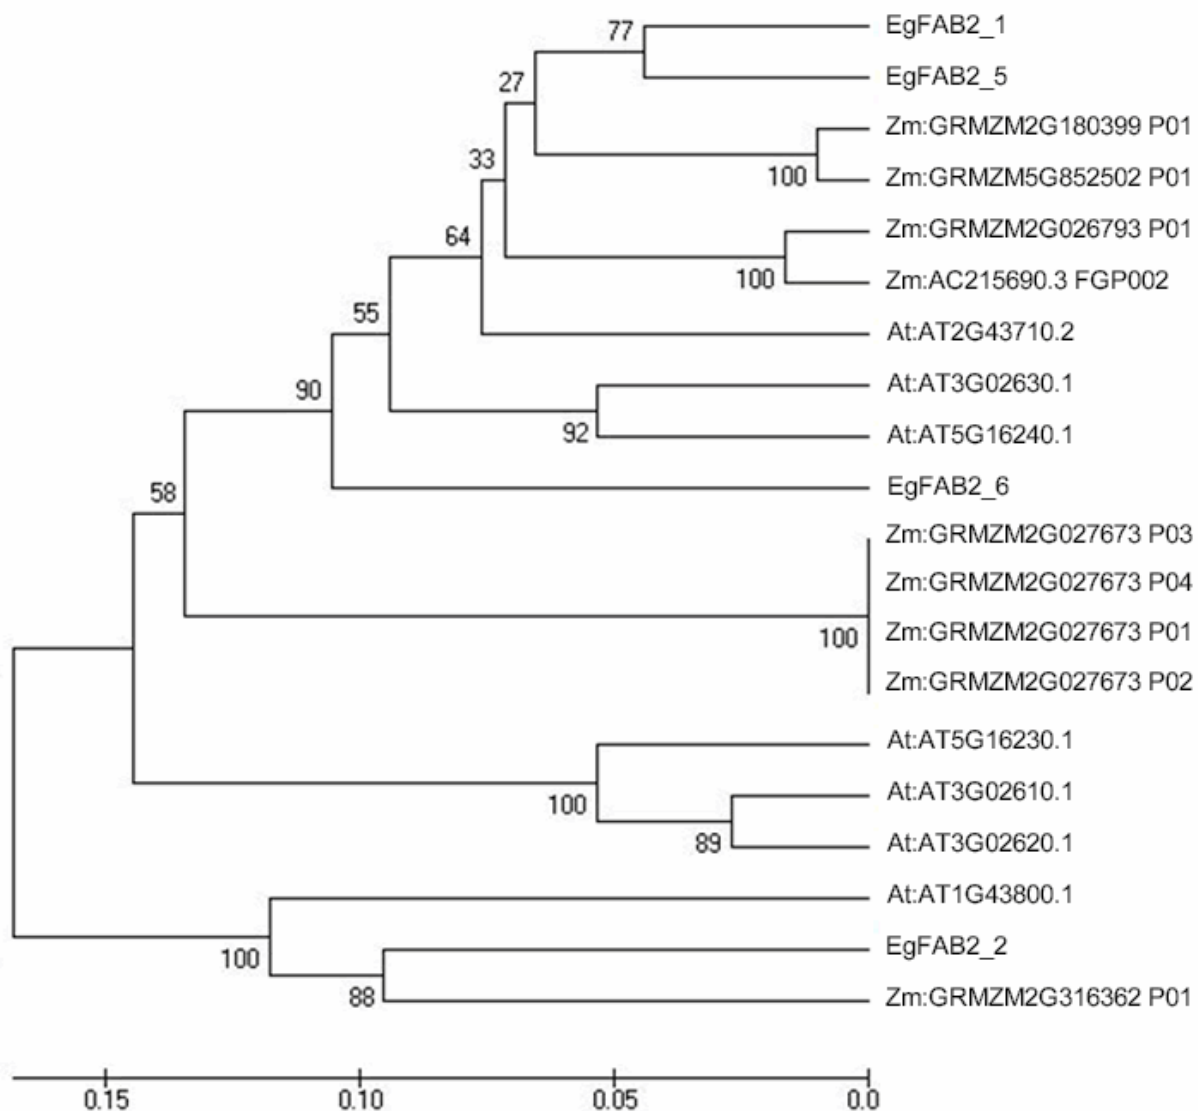 77
EgFAB2_1
EgFAB2_5
27
Zm:GRMZM2G180399 P01
33
100
Zm:GRMZM5G852502 P01
Zm:GRMZM2G026793 P01
64
100
Zm:AC215690.3 FGP002
55
At:AT2G43710.2
90
At:AT3G02630.1
92
At:AT5G16240.1
58
EgFAB2_6
Zm:GRMZM2G027673 P03
Zm:GRMZM2G027673 P04
100
Zm:GRMZM2G027673 P01
Zm:GRMZM2G027673 P02
At:AT5G16230.1
100
At:AT3G02610.1
89
At:AT3G02620.1
At:AT1G43800.1
100
EgFAB2_2
88
Zm:GRMZM2G316362 P01
0.15 0.10 0.05 0.0